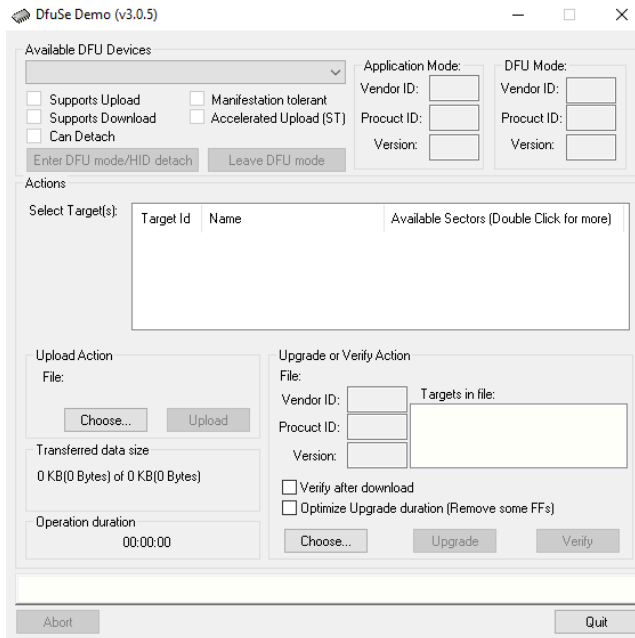 DfuSe Demo (v3.0.5)
Available DFU Devices
Application Mode:
DFU Mode:
Vendor ID:
Vendor ID:
Supports Upload
Manifestation tolerant
Supports Download
Accelerated Upload (ST)
Procuct ID:
Procuct ID:
Can Detach
Version:
Version:
Enter DFU mode/HID detach
Leave DFU mode
Actions
Select Target(s):
Target Id
Name
Available Sectors (Double Click for more)
Upload Action
File:
Choose...
Upload
Transferred data size
0 KB(0 Bytes) of 0 KB(0 Bytes)
Operation duration
00:00:00
Upgrade or Verify Action
File:
Vendor ID:
Targets in file:
Procuct ID:
Version:
Verify after download
Optimize Upgrade duration (Remove some FFs)
Choose...
Upgrade
Verify
Abort
Quit